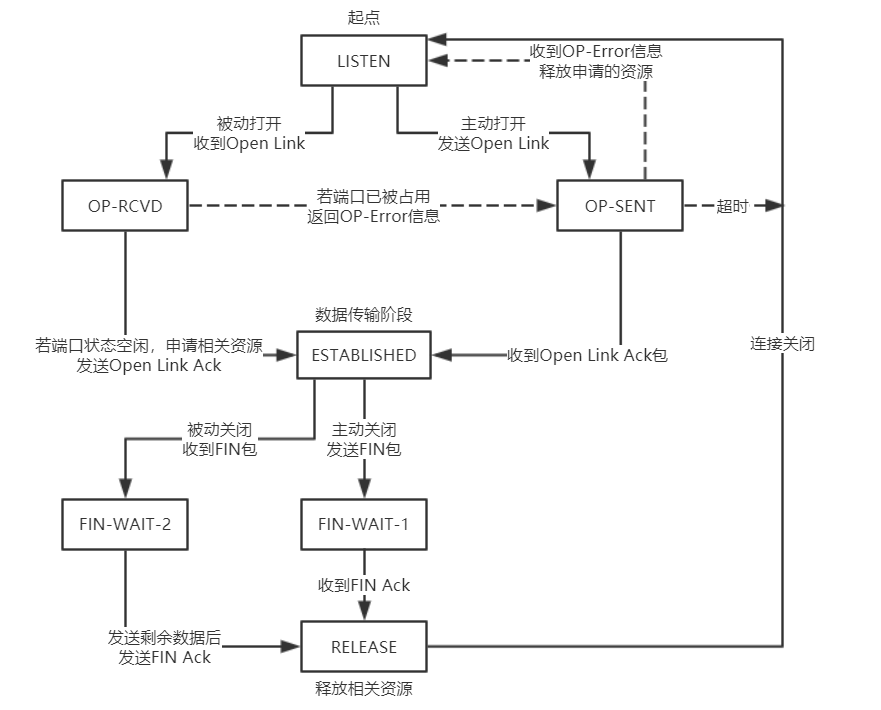 起点
LISTEN
收到OP-Error信息
释放申请的资源
被动打开
收到Open Link
主动打开
发送Open Link
OP-RCVD
若端口已被占用
返回OP-Error信息
OP-SENT
超时
数据传输阶段
若端口状态空闲，申请相关资源
发送Open Link Ack
ESTABLISHED
收到Open Link Ack包
连接关闭
被动关闭
收到FIN包
主动关闭
发送FIN包
FIN-WAIT-2
FIN-WAIT-1
收到FIN Ack
发送剩余数据后
发送FIN Ack
RELEASE
释放相关资源